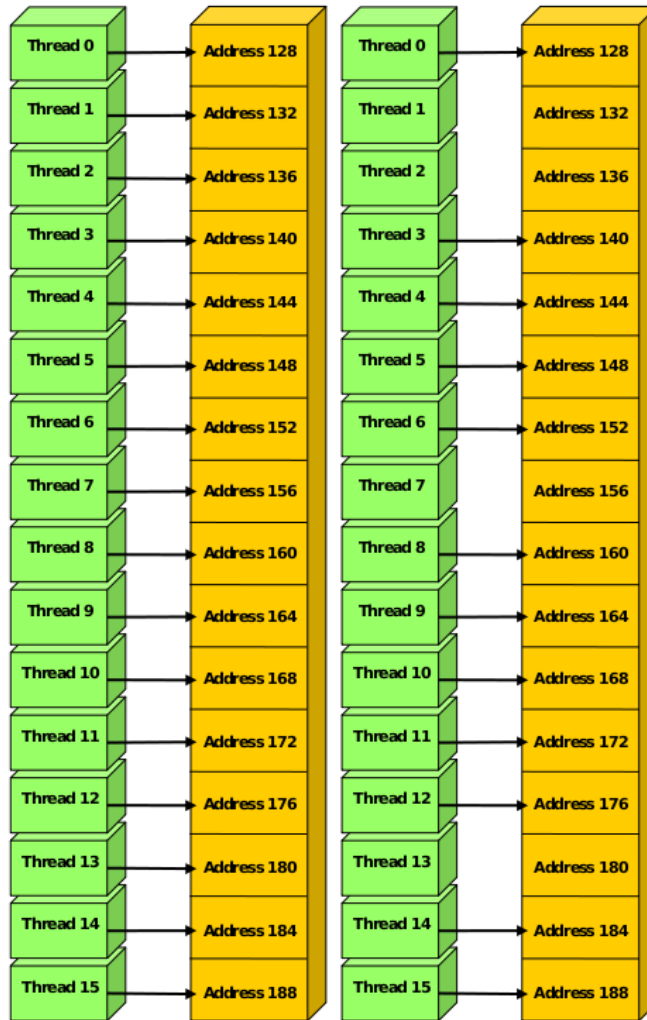 Thread 0 Address 128 Thread 0 Address 128
Thread 1 Address 132 Thread 1 Address 132
Thread 2 Address 136 Thread 2 Address 136
Thread 3 Address 140 Thread 3 Address 140
Thread 4 Address 144 Thread 4 Address 144
Thread 5 Address 148 Thread 5 Address 148
Thread 6 Address 152 Thread 6 Address 152
Thread 7 Address 156 Thread 7 Address 156
Thread 8 Address 160 Thread 8 Address 160
Thread 9 Address 164 Thread 9 Address 164
Thread 10 Address 168 Thread 10 Address 168
Thread 11 Address 172 Thread 11 Address 172
Thread 12 Address 176 Thread 12 Address 176
Thread 13 Address 180 Thread 13 Address 180
Thread 14 Address 184 Thread 14 Address 184
Thread 15 Address 188 Thread 15 Address 188